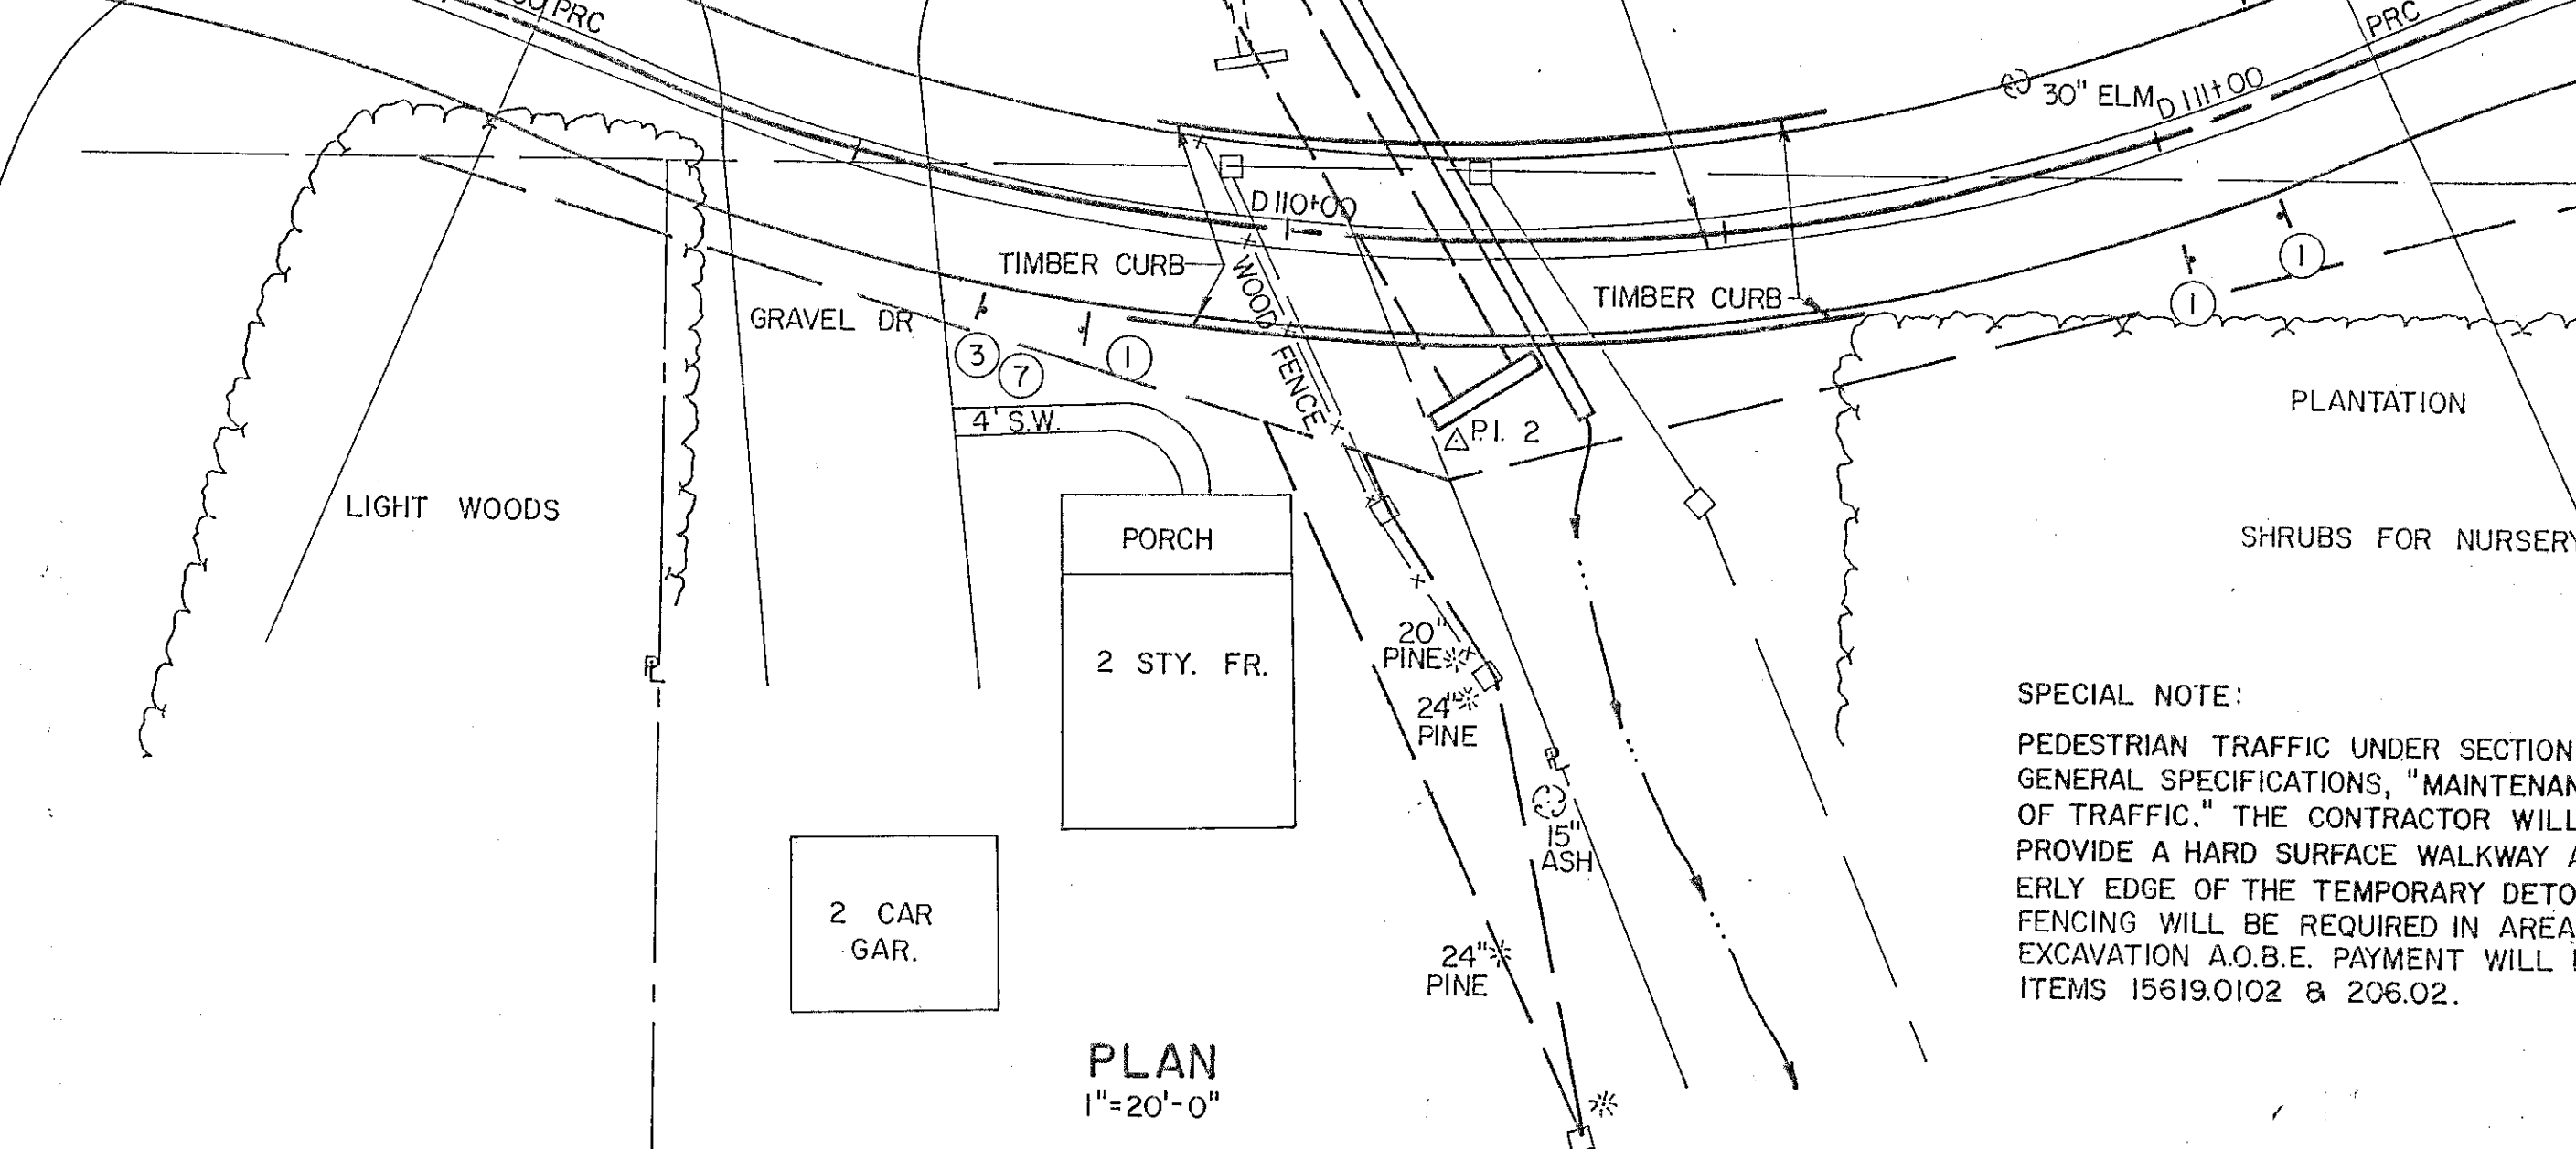 PRC
PRC
30" ELM
D 111+00
D 110+00
TIMBER CURB
WOOD FENCE
TIMBER CURB
GRAVEL DR
1
1
3
7
1
4' S.W.
P.I. 2
PLANTATION
LIGHT WOODS
PORCH
SHRUBS FOR NURSERY
2 STY. FR.
20"
PINE
PL
24"
PINE
PL
15"
ASH
2 CAR
GAR.
24"
PINE
SPECIAL NOTE:
PEDESTRIAN TRAFFIC UNDER SECTION
GENERAL SPECIFICATIONS, "MAINTENAN
OF TRAFFIC." THE CONTRACTOR WILL
PROVIDE A HARD SURFACE WALKWAY A
ERLY EDGE OF THE TEMPORARY DETO
FENCING WILL BE REQUIRED IN AREA
EXCAVATION A.O.B.E. PAYMENT WILL
ITEMS 15619.0102 & 206.02.
PLAN
1"=20'-0"